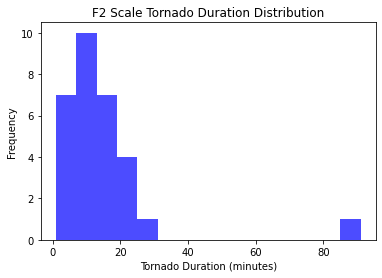 F2 Scale Tornado Duration Distribution
10
8
6
4
2
0
Frequency
0 20 40 60 80
Tornado Duration (minutes)